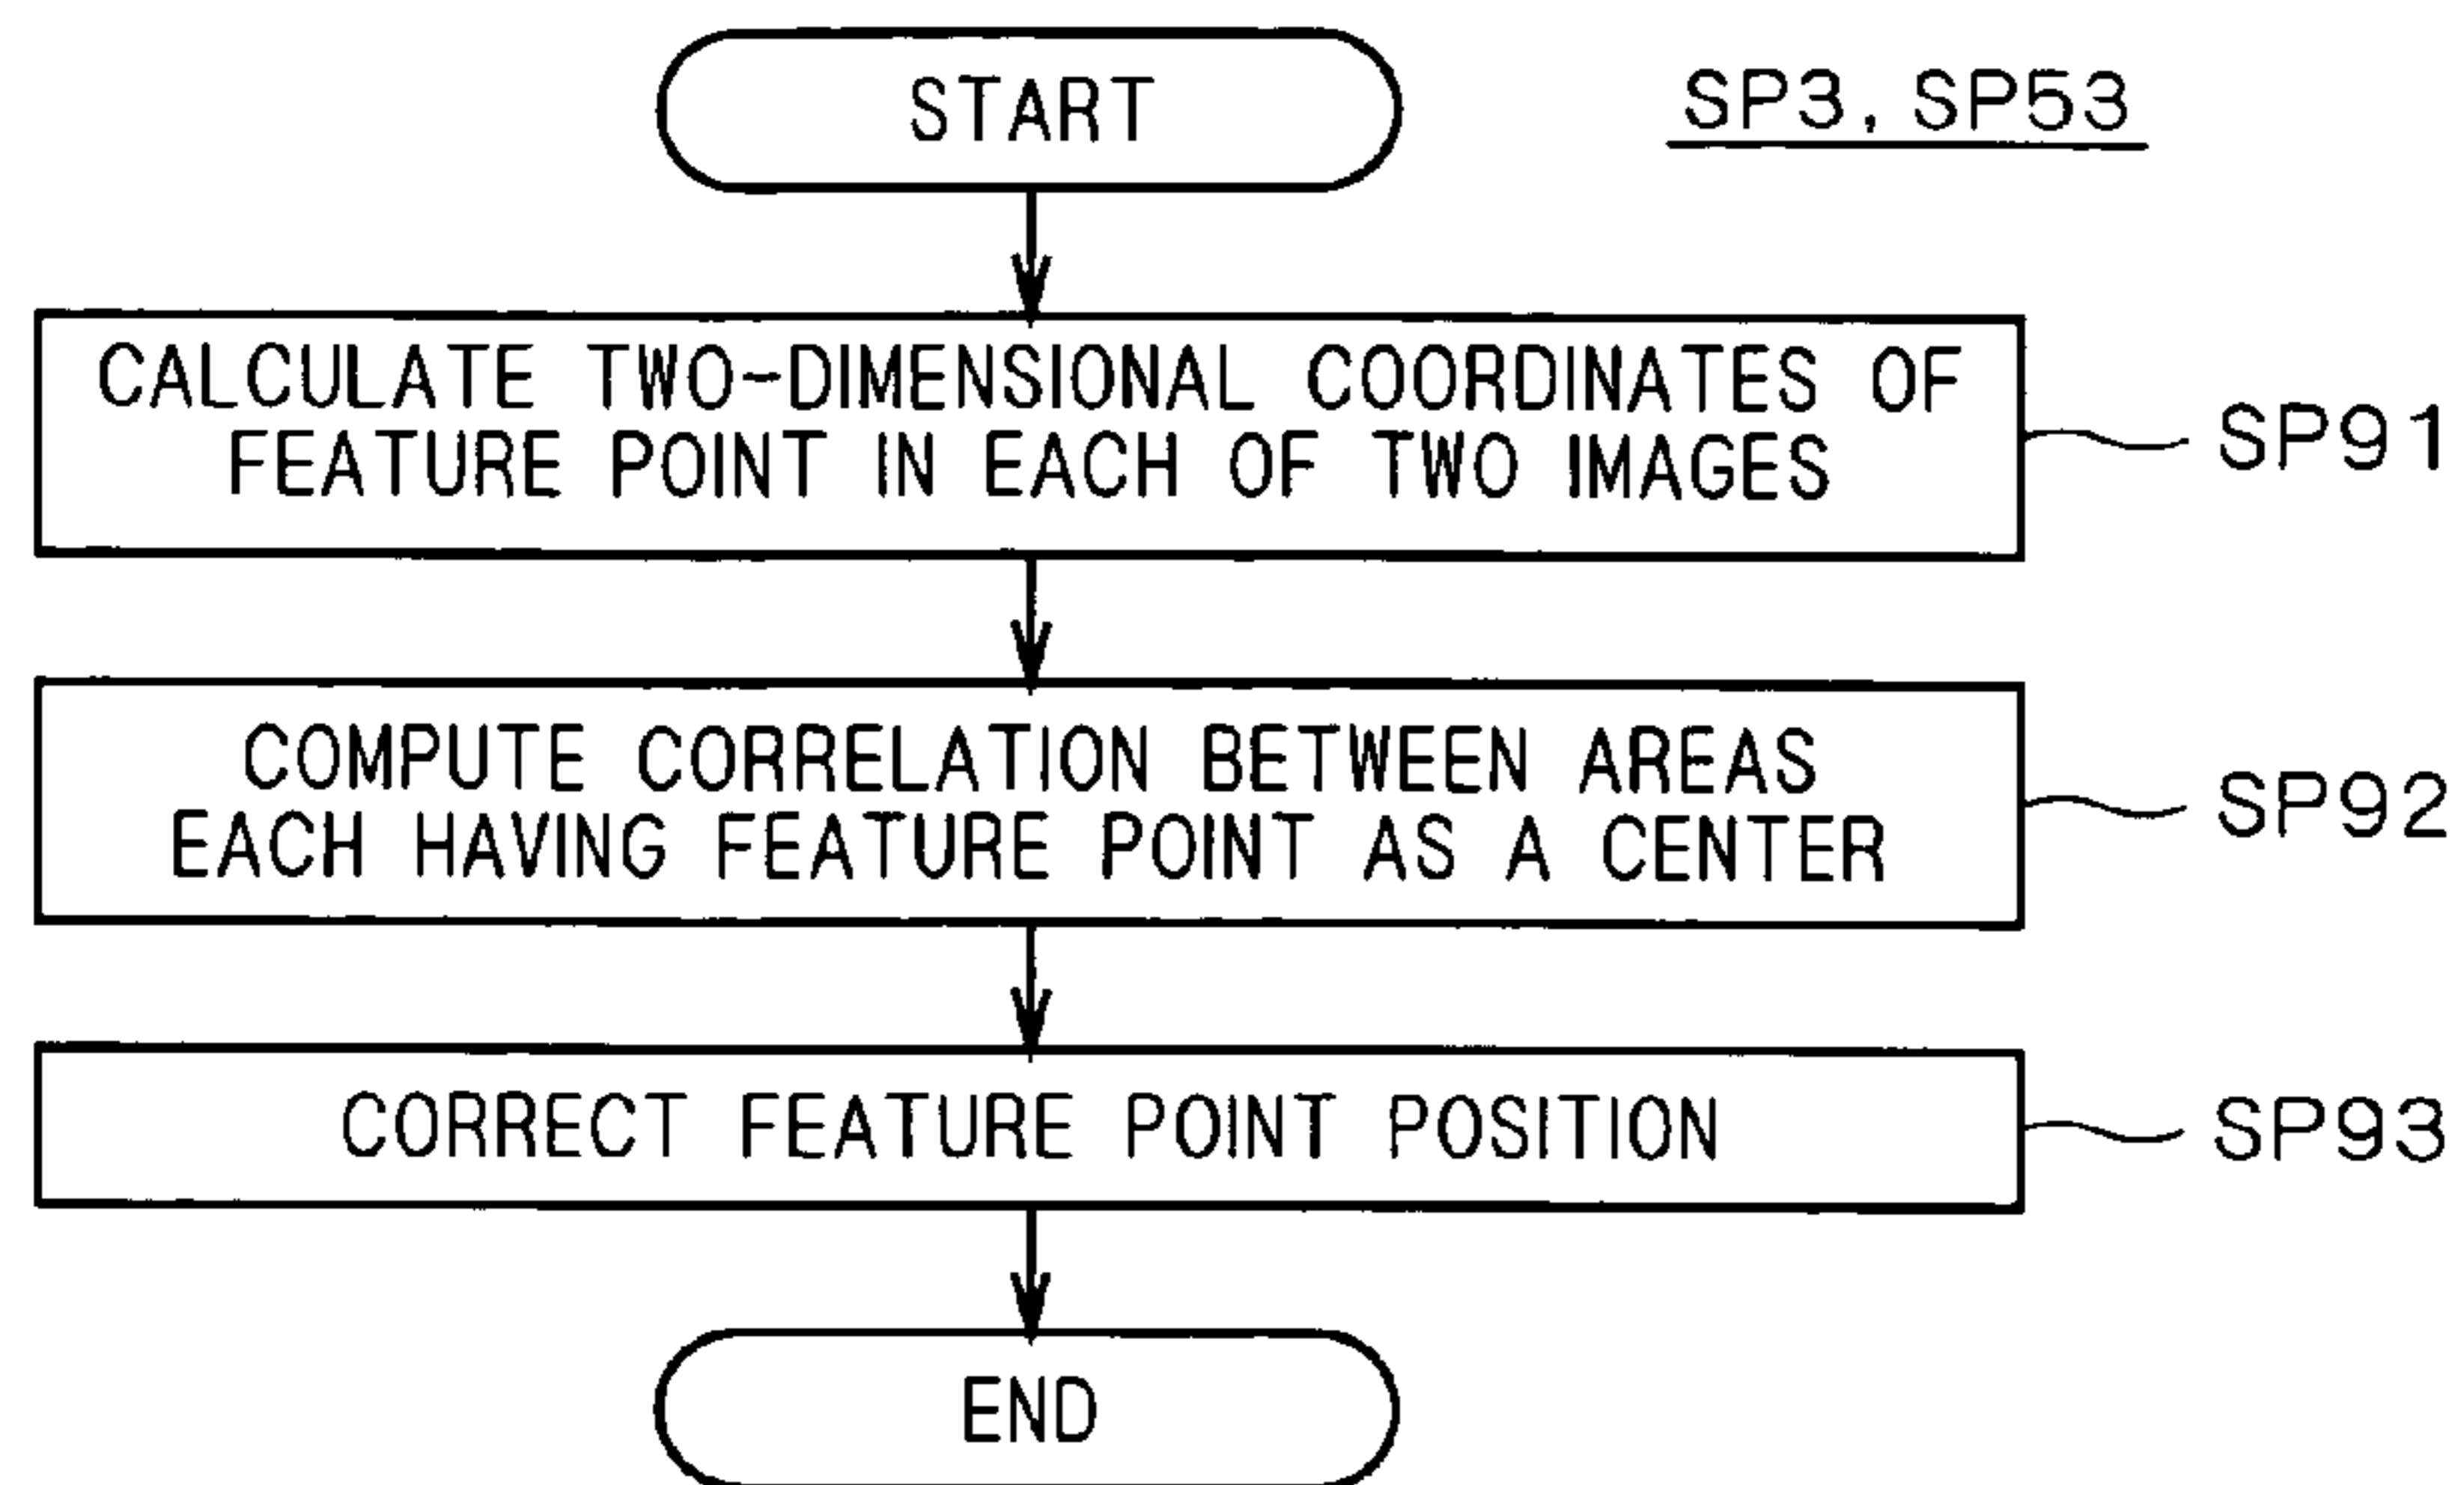 START
SP3, SP53
CALCULATE TWO-DIMENSIONAL COORDINATES OF
FEATURE POINT IN EACH OF TWO IMAGES
SP91
COMPUTE CORRELATION BETWEEN AREAS
EACH HAVING FEATURE POINT AS A CENTER
SP92
CORRECT FEATURE POINT POSITION
SP93
END